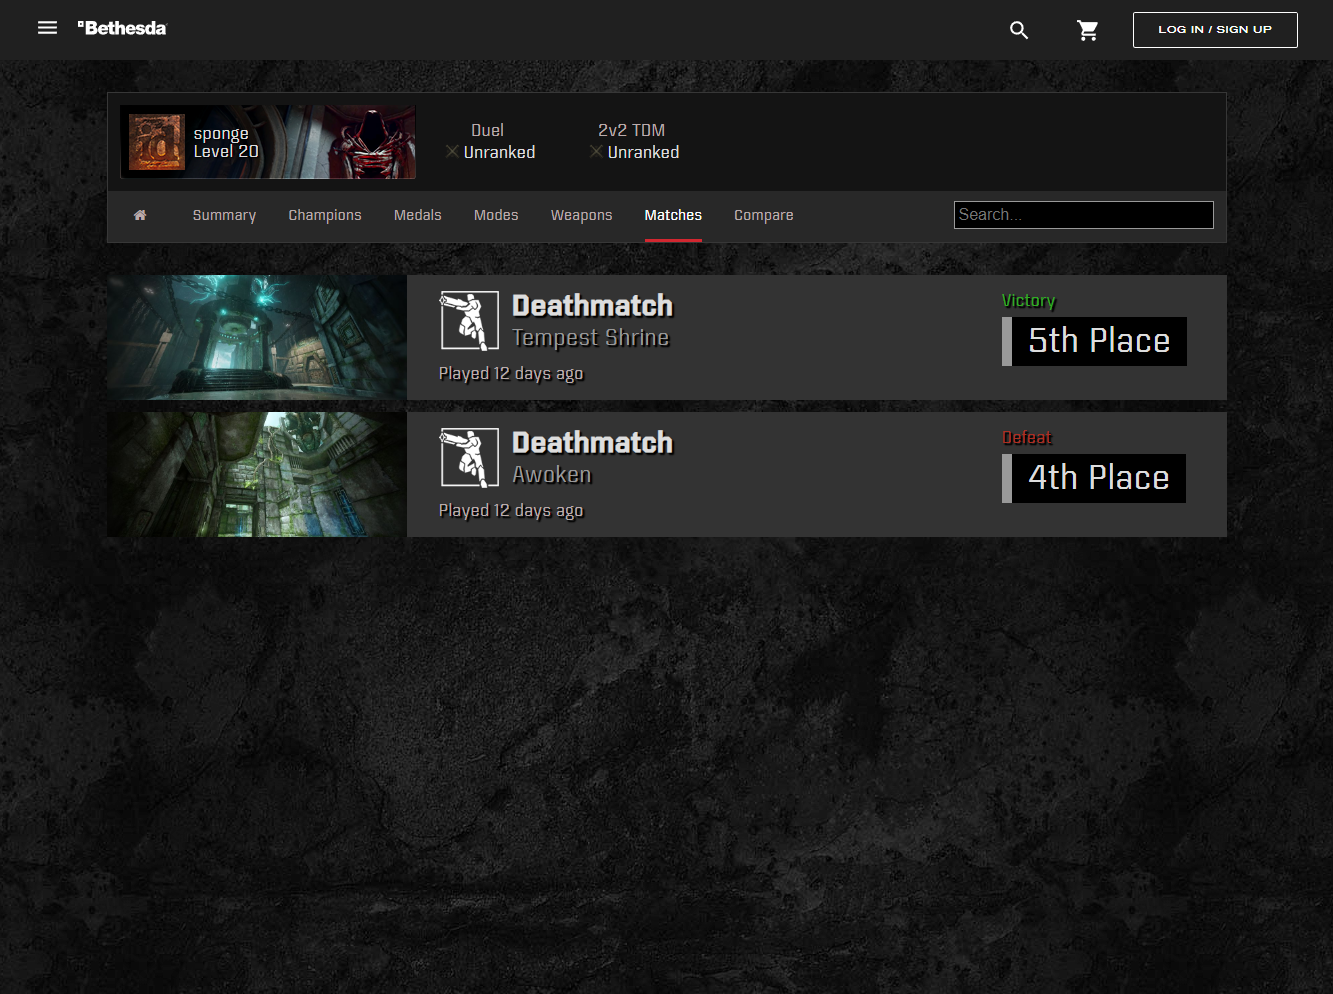 Bethesda
LOG IN / SIGN UP
sponge
Level 20
Duel
Unranked
2v2 TDM
Unranked
Summary
Champions
Medals
Modes
Weapons
Matches
Compare
Search...
Deathmatch
Tempest Shrine
Played 12 days ago
Victory
5th Place
Deathmatch
Awoken
Played 12 days ago
Defeat
4th Place